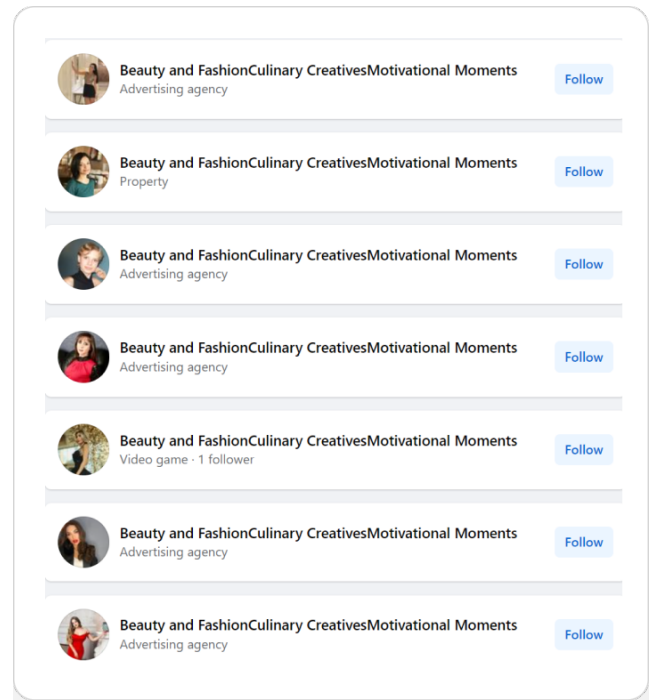 Beauty and FashionCulinary CreativesMotivational Moments
Advertising agency
Follow
Beauty and FashionCulinary CreativesMotivational Moments
Property
Follow
Beauty and FashionCulinary CreativesMotivational Moments
Advertising agency
Follow
Beauty and FashionCulinary CreativesMotivational Moments
Advertising agency
Follow
Beauty and FashionCulinary CreativesMotivational Moments
Video game · 1 follower
Follow
Beauty and FashionCulinary CreativesMotivational Moments
Advertising agency
Follow
Beauty and FashionCulinary CreativesMotivational Moments
Advertising agency
Follow